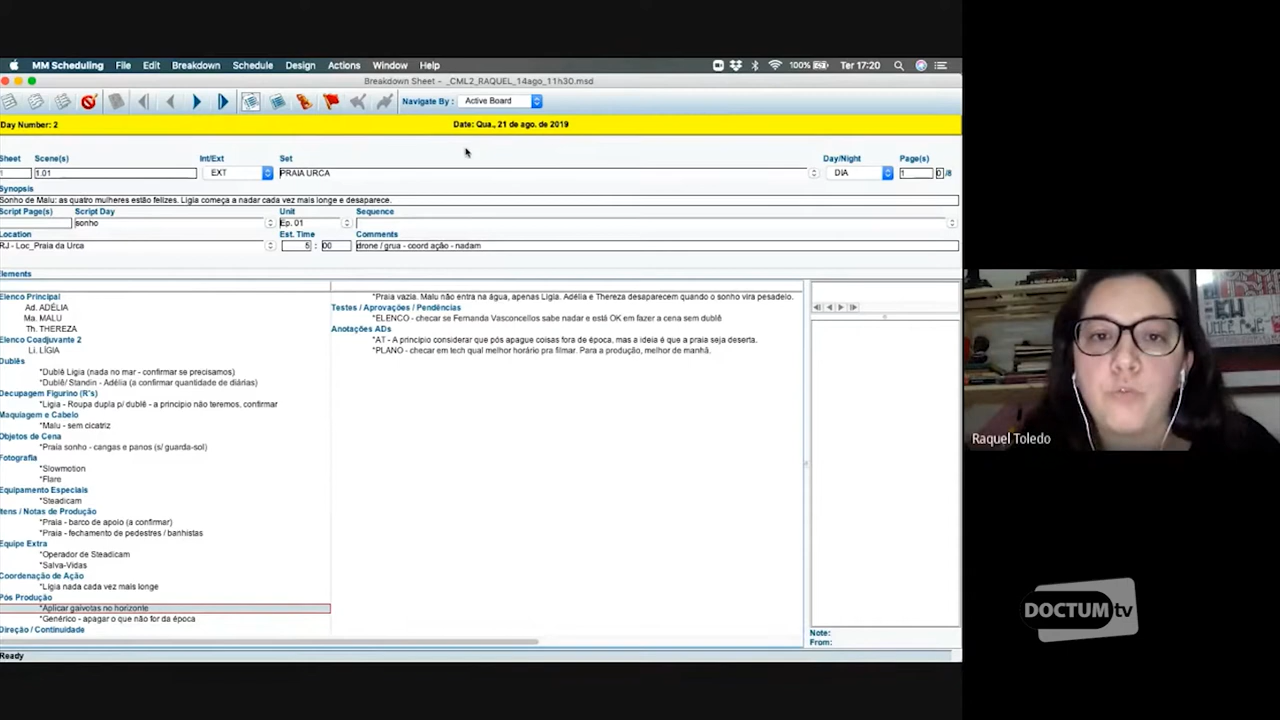 MM Scheduling File Edit Breakdown Schedule Design Actions Window Help 100% Ter 17:20
Breakdown Sheet - _CML2_RAQUEL_14ago_11h30.msd
Navigate By : Active Board
Day Number: 2 Date: Qua., 21 de ago. de 2019
Sheet Scene(s) Int/Ext Set Day/Night Page(s)
1 1.01 EXT PRAIA URCA DIA 1 0 /8
Synopsis
Sonho de Malu: as quatro mulheres estão felizes. Ligia começa a nadar cada vez mais longe e desaparece.
Script Page(s) Script Day Unit Sequence
sonho Ep. 01
Location Est. Time Comments
RJ - Loc_Praia da Urca 5 : 00 drone / grua - coord ação - nadam
lements
Elenco Principal
Ad. ADÉLIA
Ma. MALU
Th. THEREZA
Elenco Coadjuvante 2
Li. LÍGIA
Dublês
*Dublê Ligia (nada no mar - confirmar se precisamos)
*Dublê/ Standin - Adélia (a confirmar quantidade de diárias)
Decupagem Figurino (R's)
*Ligia - Roupa dupla p/ dublê - a principio não teremos, confirmar
Maquiagem e Cabelo
*Malu - sem cicatriz
Objetos de Cena
*Praia sonho - cangas e panos (s/ guarda-sol)
Fotografia
*Slowmotion
*Flare
Equipamento Especiais
*Steadicam
Itens / Notas de Produção
*Praia - barco de apoio (a confirmar)
*Praia - fechamento de pedestres / banhistas
Equipe Extra
*Operador de Steadicam
*Salva-Vidas
Coordenação de Ação
*Lígia nada cada vez mais longe
Pós Produção
*Aplicar gaivotas no horizonte
*Genérico - apagar o que não for da época
Direção / Continuidade
*Praia vazia. Malu não entra na água, apenas Ligia. Adélia e Thereza desaparecem quando o sonho vira pesadelo.
Testes / Aprovações / Pendências
*ELENCO - checar se Fernanda Vasconcellos sabe nadar e está OK em fazer a cena sem dublê
Anotações ADs
*AT - A principio considerar que pós apague coisas fora de época, mas a ideia é que a praia seja deserta.
*PLANO - checar em tech qual melhor horário pra filmar. Para a produção, melhor de manhã.
Note:
From:
Ready
Raquel Toledo
DOCTUM tv